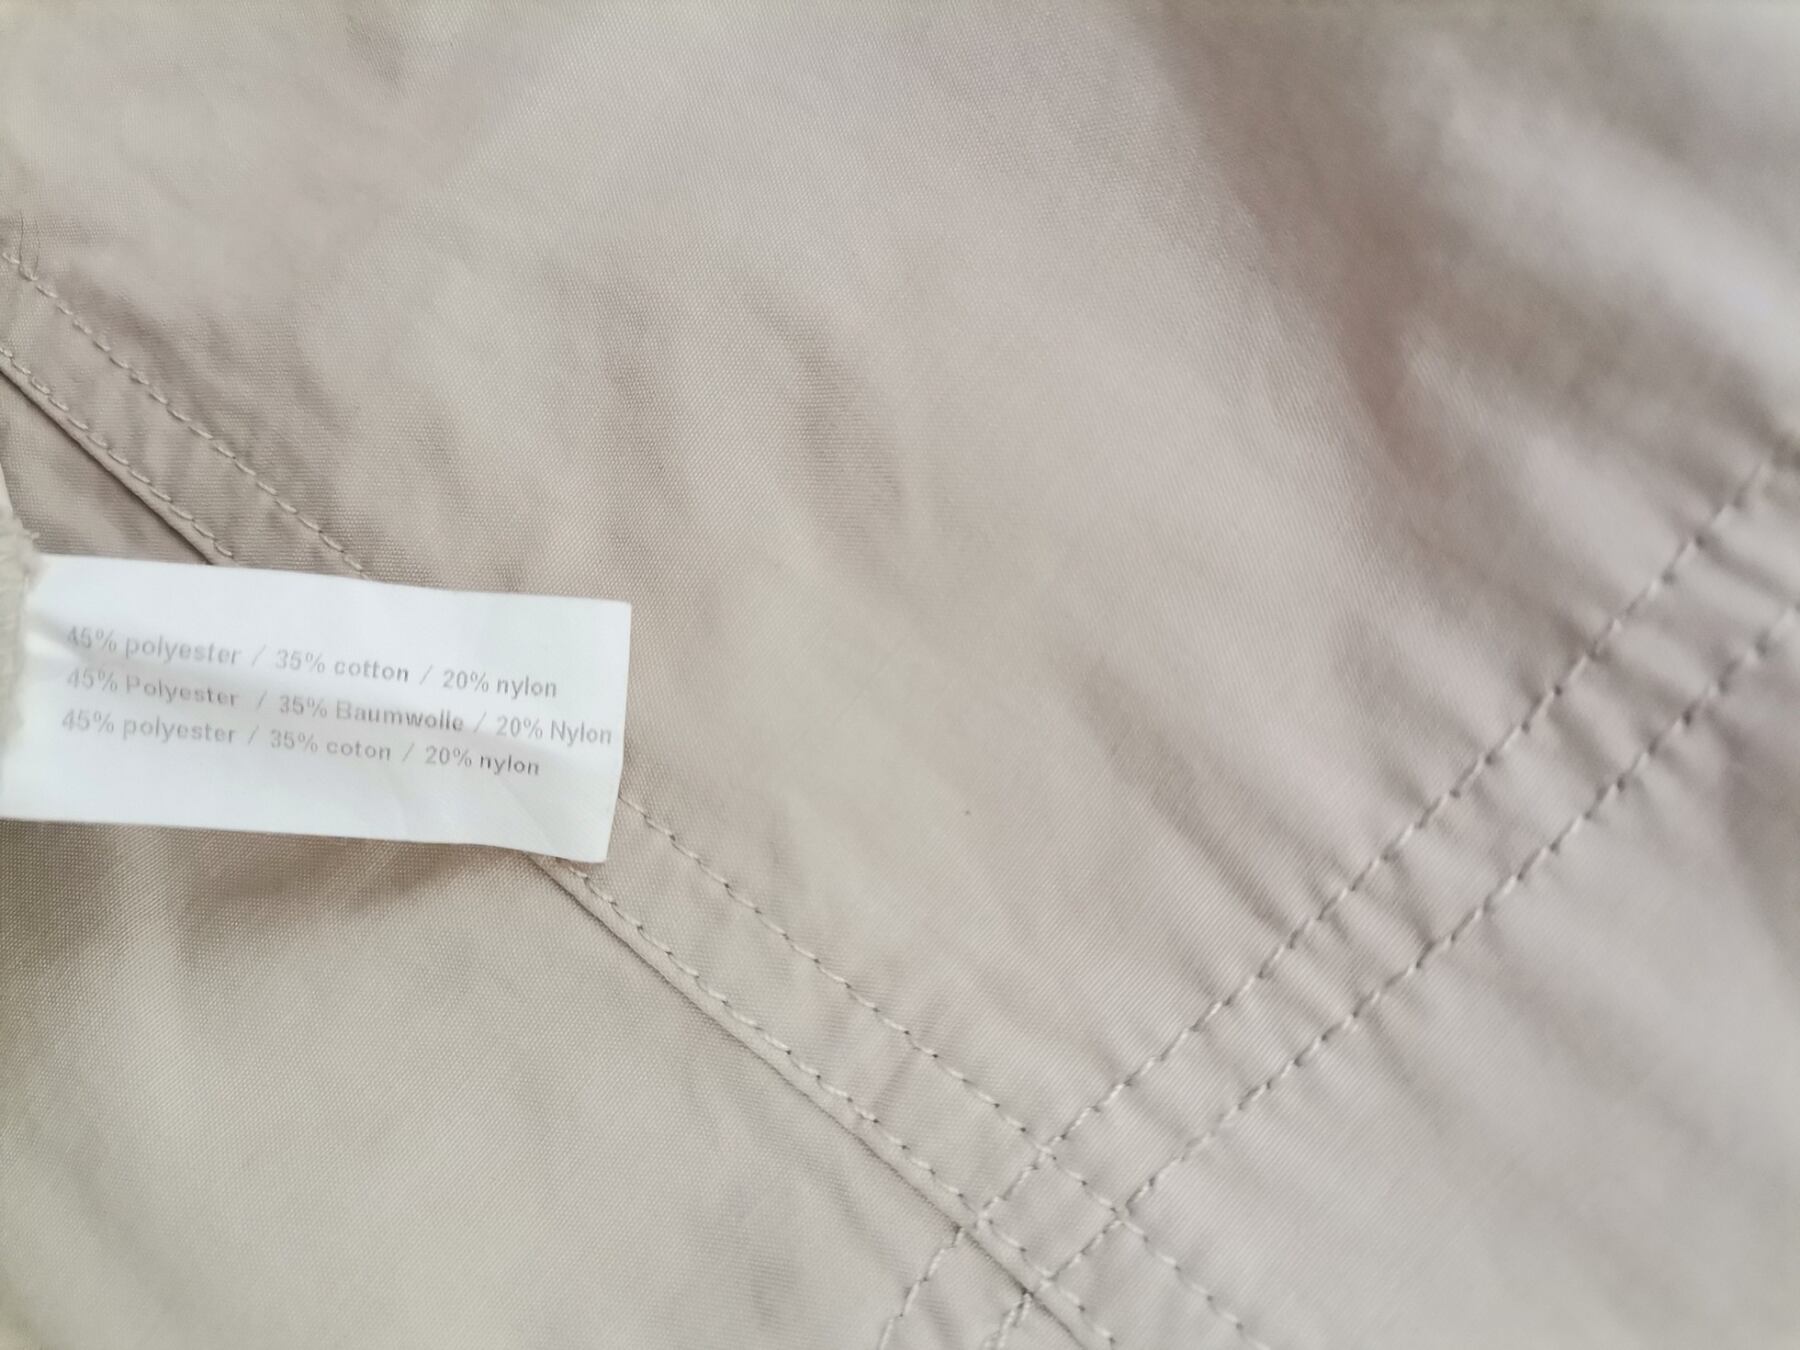 45% polyester / 35% cotton / 20% nylon
45% Polyester / 35% Baumwolle / 20% Nylon
45% polyester / 35% coton / 20% nylon